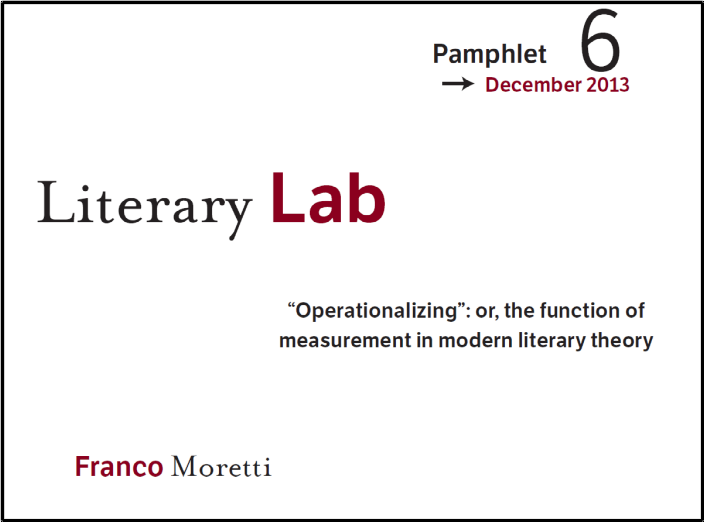 Pamphlet 6
→ December 2013
Literary Lab
“Operationalizing”: or, the function of
measurement in modern literary theory
Franco Moretti